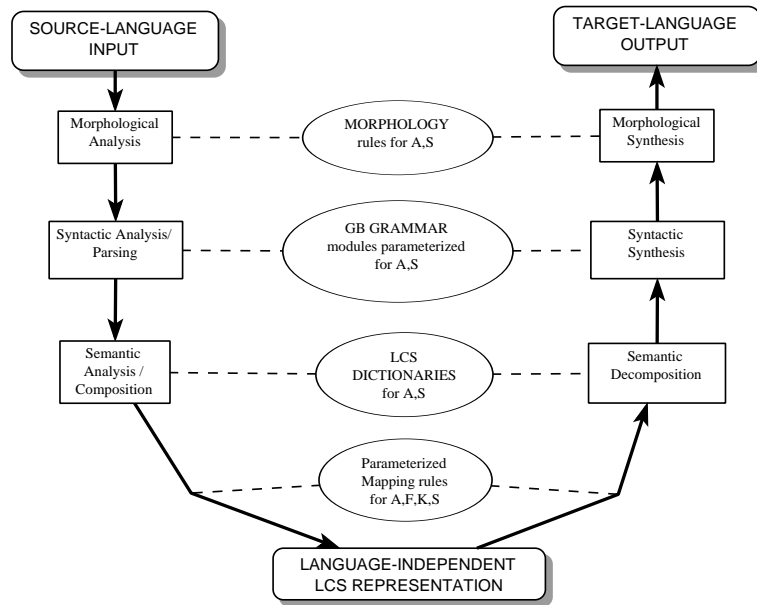 SOURCE-LANGUAGE
INPUT
TARGET-LANGUAGE
OUTPUT
Morphological
Analysis
MORPHOLOGY
rules for A,S
Morphological
Synthesis
Syntactic Analysis/
Parsing
GB GRAMMAR
modules parameterized
for A,S
Syntactic
Synthesis
Semantic
Analysis /
Composition
LCS
DICTIONARIES
for A,S
Semantic
Decomposition
Parameterized
Mapping rules
for A,F,K,S
LANGUAGE-INDEPENDENT
LCS REPRESENTATION